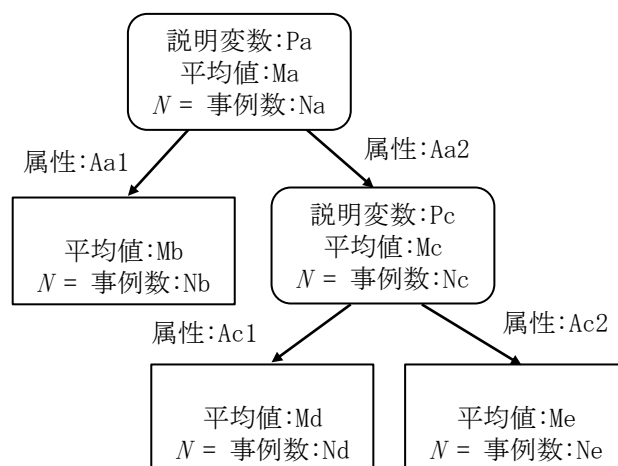 説明変数:Pa
平均値:Ma
N = 事例数:Na
属性:Aa1
属性:Aa2
平均値:Mb
N = 事例数:Nb
説明変数:Pc
平均値:Mc
N = 事例数:Nc
属性:Ac1
属性:Ac2
平均値:Md
N = 事例数:Nd
平均値:Me
N = 事例数:Ne